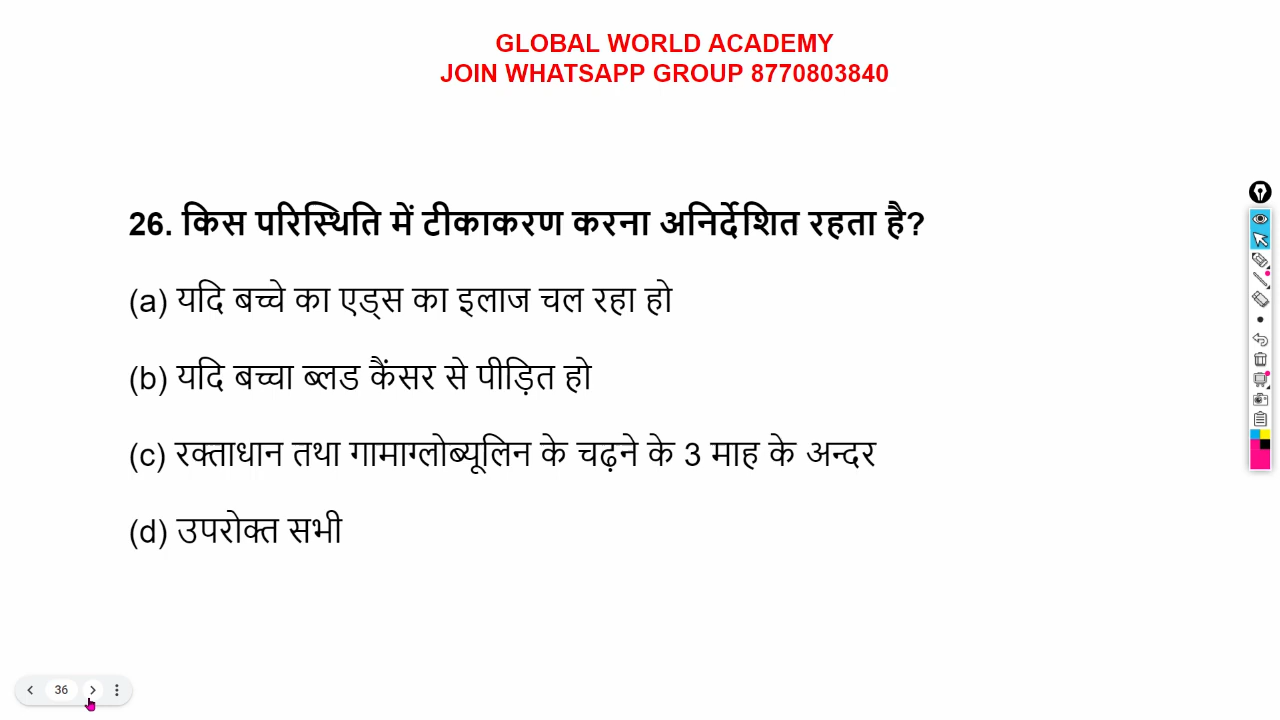 GLOBAL WORLD ACADEMY
JOIN WHATSAPP GROUP 8770803840
26. किस परिस्थिति में टीकाकरण करना अनिर्देशित रहता है?
(a) यदि बच्चे का एड्स का इलाज चल रहा हो
(b) यदि बच्चा ब्लड कैंसर से पीड़ित हो
(c) रक्ताधान तथा गामाग्लोब्यूलिन के चढ़ने के 3 माह के अन्दर
(d) उपरोक्त सभी
36